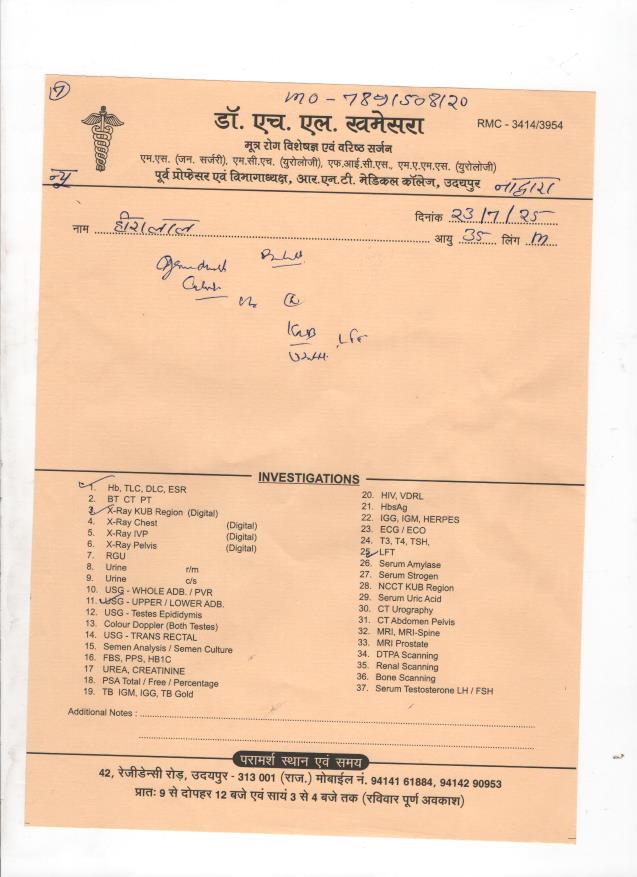 7
MO - 7891508120
डॉ. एच. एल. खमेसरा
RMC - 3414/3954
मूत्र रोग विशेषज्ञ एवं वरिष्ठ सर्जन
एम.एस. (जन. सर्जरी), एम.सी.एच. (युरोलोजी), एफ.आई.सी.एस., एम.ए.एम.एस. (युरोलोजी)
न्यू पूर्व प्रोफेसर एवं विभागाध्यक्ष, आर.एन.टी. मेडिकल कॉलेज, उदयपुर
दिनांक 23/7/25
नाम हीरालाल आयु 35 लिंग M
KUB
INVESTIGATIONS
1. Hb, TLC, DLC, ESR
2. BT CT PT
3. X-Ray KUB Region (Digital)
4. X-Ray Chest (Digital)
5. X-Ray IVP (Digital)
6. X-Ray Pelvis (Digital)
7. RGU
8. Urine r/m
9. Urine c/s
10. USG - WHOLE ADB. / PVR
11. USG - UPPER / LOWER ADB.
12. USG - Testes Epididymis
13. Colour Doppler (Both Testes)
14. USG - TRANS RECTAL
15. Semen Analysis / Semen Culture
16. FBS, PPS, HB1C
17 UREA, CREATININE
18. PSA Total / Free / Percentage
19. TB IGM, IGG, TB Gold
20. HIV, VDRL
21. HbsAg
22. IGG, IGM, HERPES
23. ECG / ECO
24. T3, T4, TSH,
25. LFT
26. Serum Amylase
27. Serum Strogen
28. NCCT KUB Region
29. Serum Uric Acid
30. CT Urography
31. CT Abdomen Pelvis
32. MRI, MRI-Spine
33. MRI Prostate
34. DTPA Scanning
35. Renal Scanning
36. Bone Scanning
37. Serum Testosterone LH / FSH
Additional Notes :
परामर्श स्थान एवं समय
42, रेजीडेन्सी रोड़, उदयपुर - 313 001 (राज.) मोबाईल नं. 94141 61884, 94142 90953
प्रातः 9 से दोपहर 12 बजे एवं सायं 3 से 4 बजे तक (रविवार पूर्ण अवकाश)